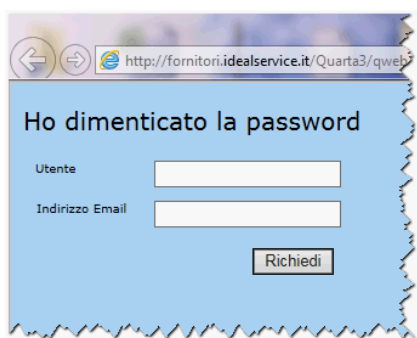 http://fornitori.idealservice.it/Quarta3/qweb
Ho dimenticato la password
Utente
Indirizzo Email
Richiedi